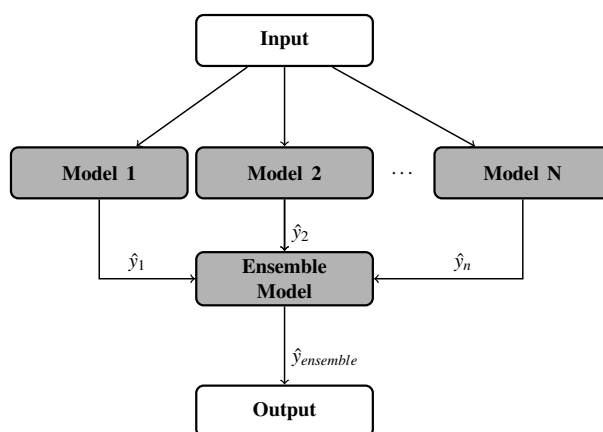 Input
Model 1
Model 2
...
Model N
ŷ₁
ŷ₂
ŷₙ
Ensemble
Model
ŷensemble
Output